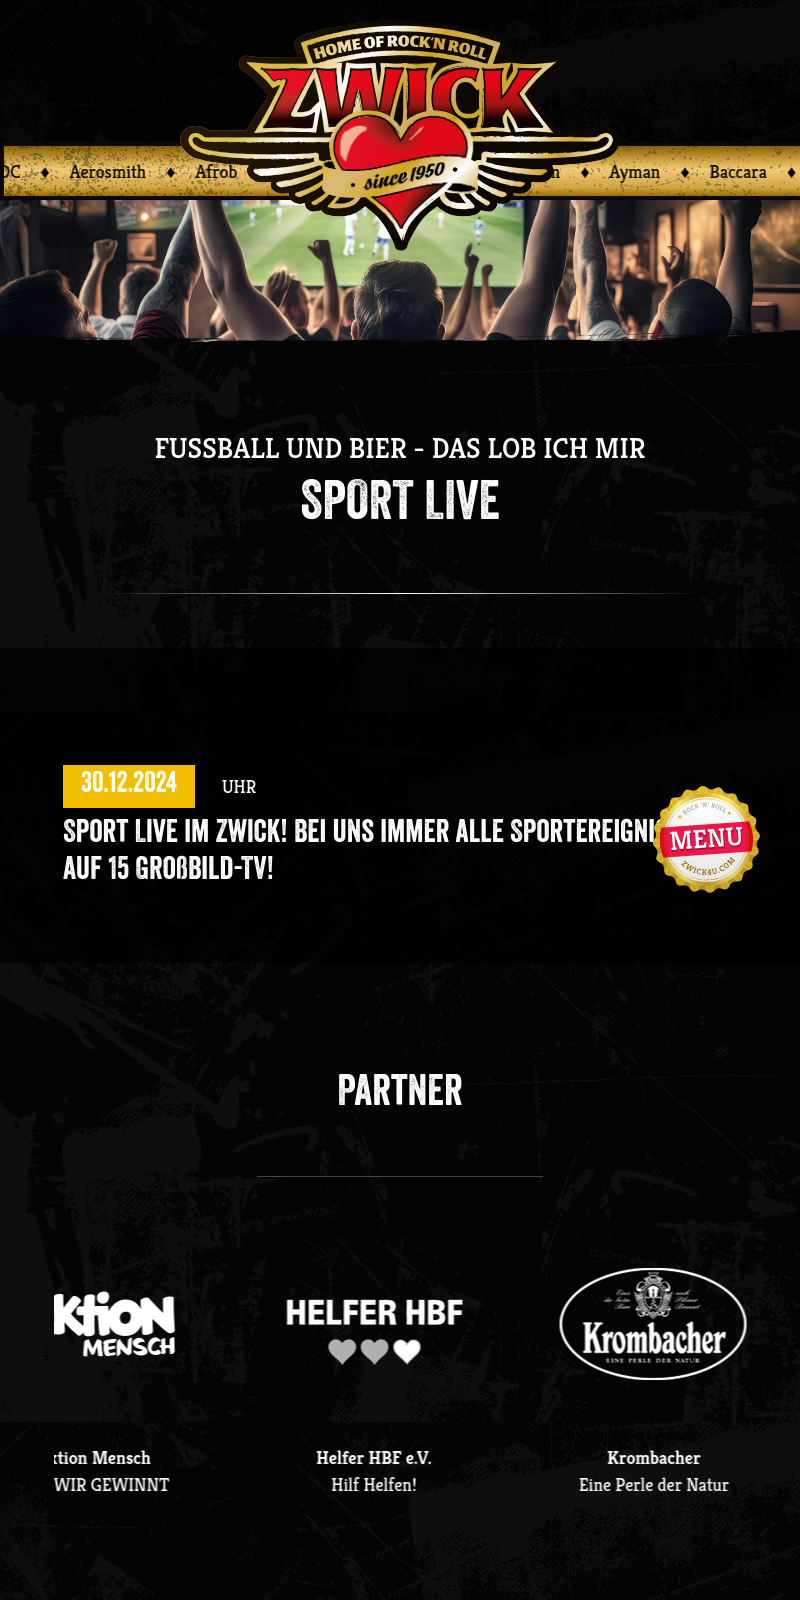 HOME OF ROCK'N ROLL
ZWICK
since 1950
DC ♦ Aerosmith ♦ Afrob
♦ Ayman ♦ Baccara ♦
FUSSBALL UND BIER - DAS LOB ICH MIR
SPORT LIVE
30.12.2024 UHR
SPORT LIVE IM ZWICK! BEI UNS IMMER ALLE SPORTEREIGNI
AUF 15 GROßBILD-TV!
ROCK 'N' ROLL
MENU
ZWICK4U.COM
PARTNER
Ktion
MENSCH
HELFER HBF
Krombacher
EINE PERLE DER NATUR
tion Mensch
WIR GEWINNT
Helfer HBF e.V.
Hilf Helfen!
Krombacher
Eine Perle der Natur